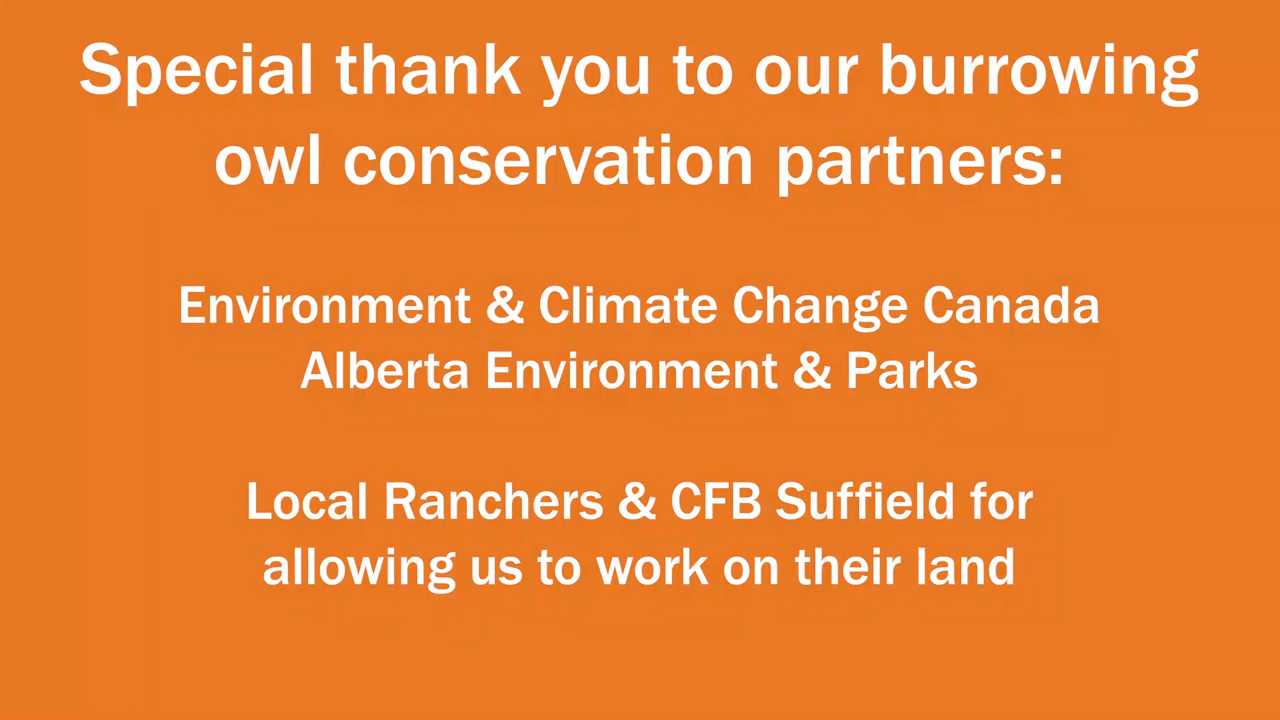 Special thank you to our burrowing
owl conservation partners:
Environment & Climate Change Canada
Alberta Environment & Parks
Local Ranchers & CFB Suffield for
allowing us to work on their land